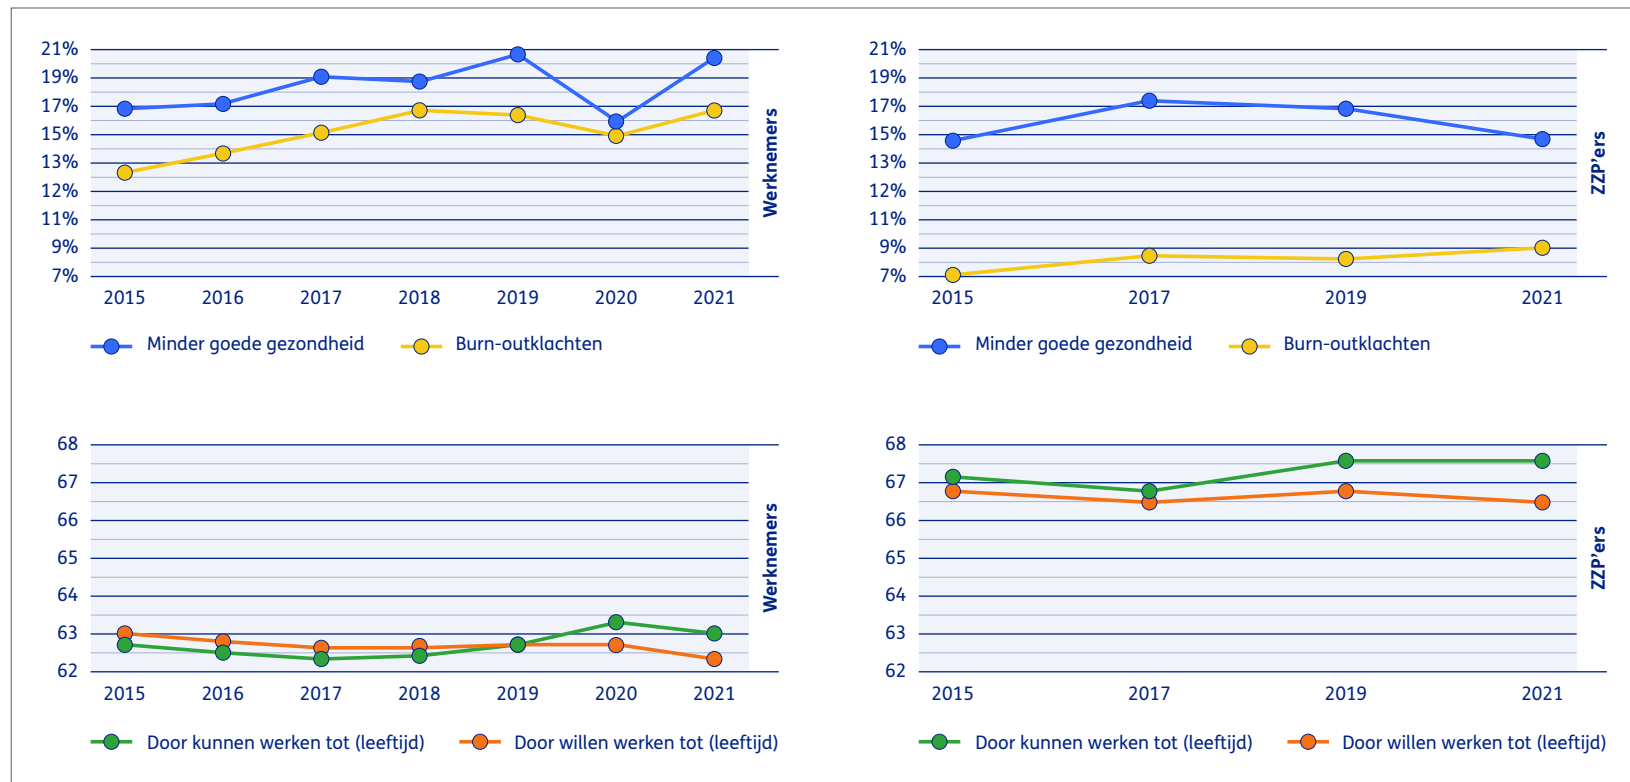 21%
19%
17%
15%
13%
12%
11%
9%
7%
2015 2016 2017 2018 2019 2020 2021
Werknemers
Minder goede gezondheid Burn-outklachten
21%
19%
17%
15%
13%
12%
11%
9%
7%
2015 2017 2019 2021
ZZP'ers
Minder goede gezondheid Burn-outklachten
68
67
66
65
64
63
62
2015 2016 2017 2018 2019 2020 2021
Werknemers
Door kunnen werken tot (leeftijd) Door willen werken tot (leeftijd)
68
67
66
65
64
63
62
2015 2017 2019 2021
ZZP'ers
Door kunnen werken tot (leeftijd) Door willen werken tot (leeftijd)